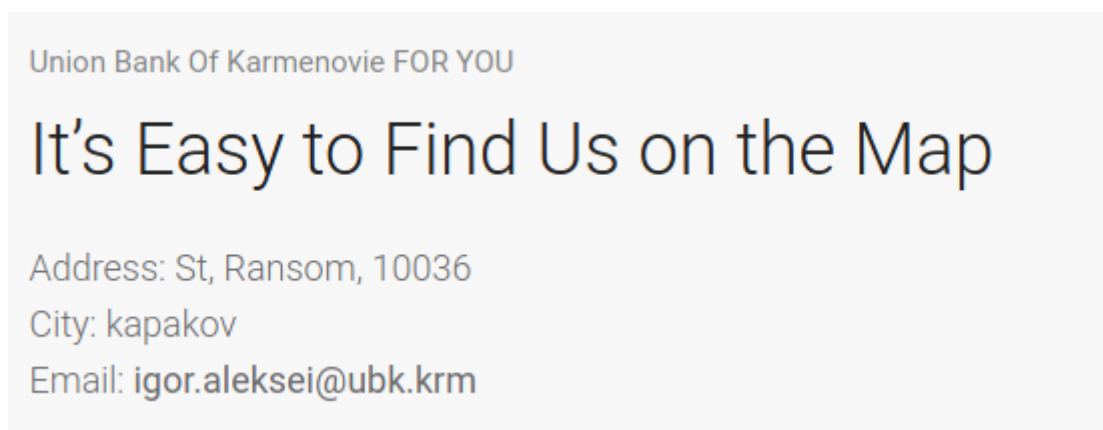 Union Bank Of Karmenovie FOR YOU
It’s Easy to Find Us on the Map
Address: St, Ransom, 10036
City: kapakov
Email: igor.aleksei@ubk.krm